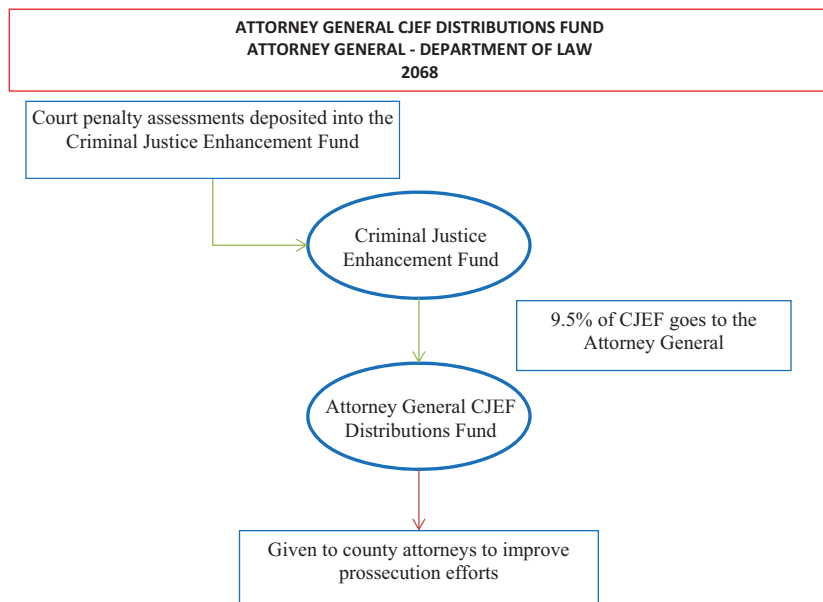 ATTORNEY GENERAL CJEF DISTRIBUTIONS FUND
ATTORNEY GENERAL - DEPARTMENT OF LAW
2068
Court penalty assessments deposited into the
Criminal Justice Enhancement Fund
Criminal Justice
Enhancement Fund
9.5% of CJEF goes to the
Attorney General
Attorney General CJEF
Distributions Fund
Given to county attorneys to improve
prossecution efforts